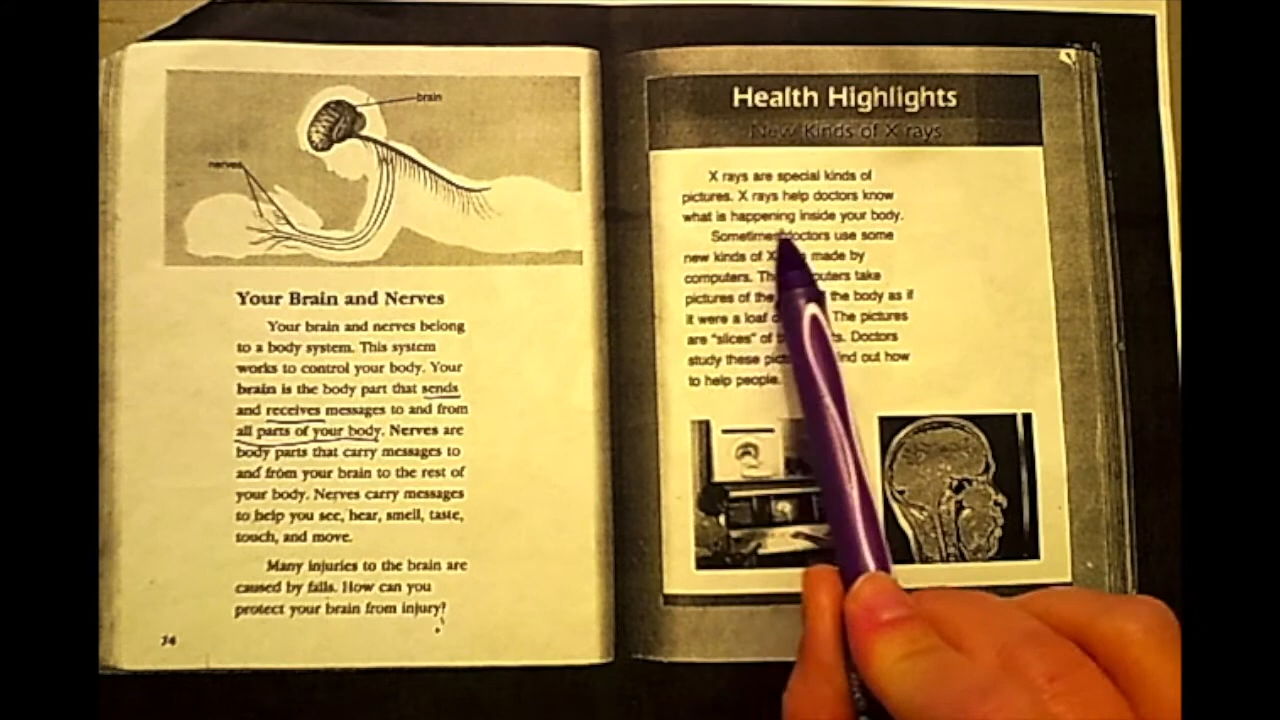 brain
nerves
Your Brain and Nerves
Your brain and nerves belong
to a body system. This system
works to control your body. Your
brain is the body part that sends
and receives messages to and from
all parts of your body. Nerves are
body parts that carry messages to
and from your brain to the rest of
your body. Nerves carry messages
to help you see, hear, smell, taste,
touch, and move.
Many injuries to the brain are
caused by falls. How can you
protect your brain from injury?
74
Health Highlights
New Kinds of X rays
X rays are special kinds of
pictures. X rays help doctors know
what is happening inside your body.
Sometimes doctors use some
new kinds of X made by
computers. take
pictures of the the body as if
it were a loaf The pictures
are "slices" of Doctors
study these find out how
to help people.